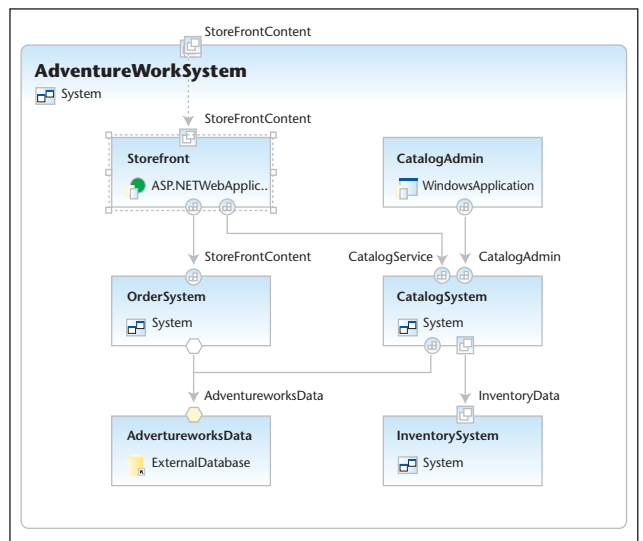 StoreFrontContent
AdventureWorkSystem
System
StoreFrontContent
Storefront
ASP.NETWebApplic..
CatalogAdmin
WindowsApplication
StoreFrontContent
CatalogService
CatalogAdmin
OrderSystem
System
CatalogSystem
System
AdventureworksData
InventoryData
AdvertureworksData
ExternalDatabase
InventorySystem
System